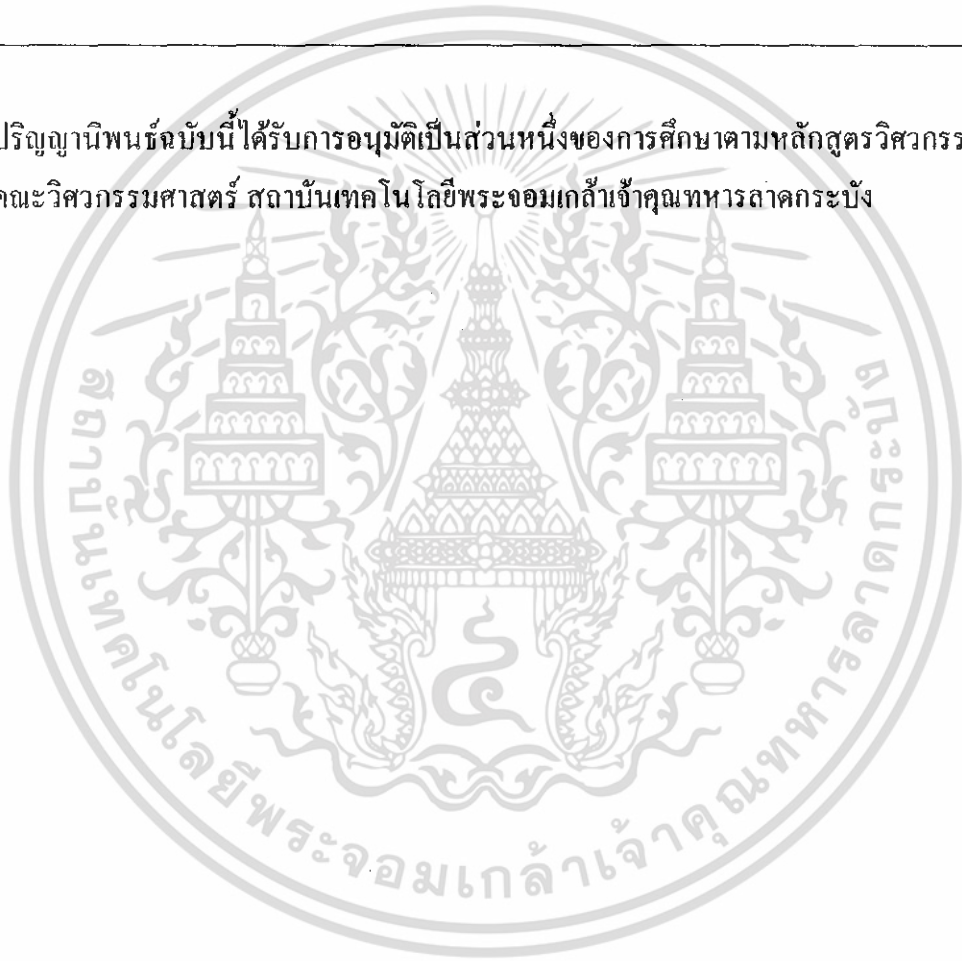 ปริญญานิพนธ์ฉบับนี้ได้รับการอนุมัติเป็นส่วนหนึ่งของการศึกษาตามหลักสูตรวิศวกรร
คณะวิศวกรรมศาสตร์ สถาบันเทคโนโลยีพระจอมเกล้าเจ้าคุณทหารลาดกระบัง
สถาบันเทคโนโลยีพระจอมเกล้าเจ้าคุณทหารลาดกระบัง